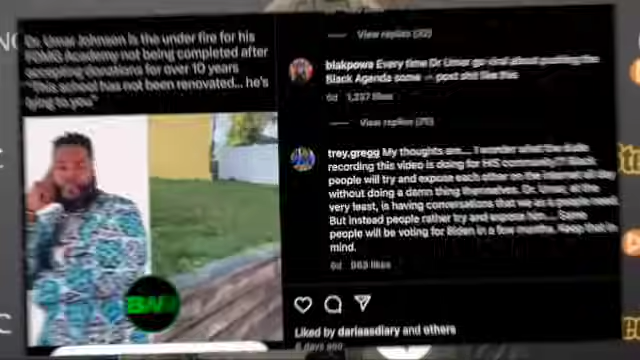 Dr. Umar Johnson is the under fire for his
FDMG Academy not being completed after
accepting donations for over 10 years
"This school has not been renovated... he's
lying to you"
View replies
blakpowe Every time Dr Umar go viral about pushing the
Black Agenda some post shit like this
6d 1,237 likes
View replies
trey.gregg My thoughts are.... I wonder what the dude
recording this video is doing for HIS community?? Black
people will try and expose each other on the internet all day
without doing a damn thing themselves. Dr. Umar, at the
very least, is having conversations that we as a people need.
But instead people rather try and expose him.... Same
people will be voting for Biden in a few months. Keep that in
mind.
6d 963 likes
Liked by dariasdiary and others
6 days ago